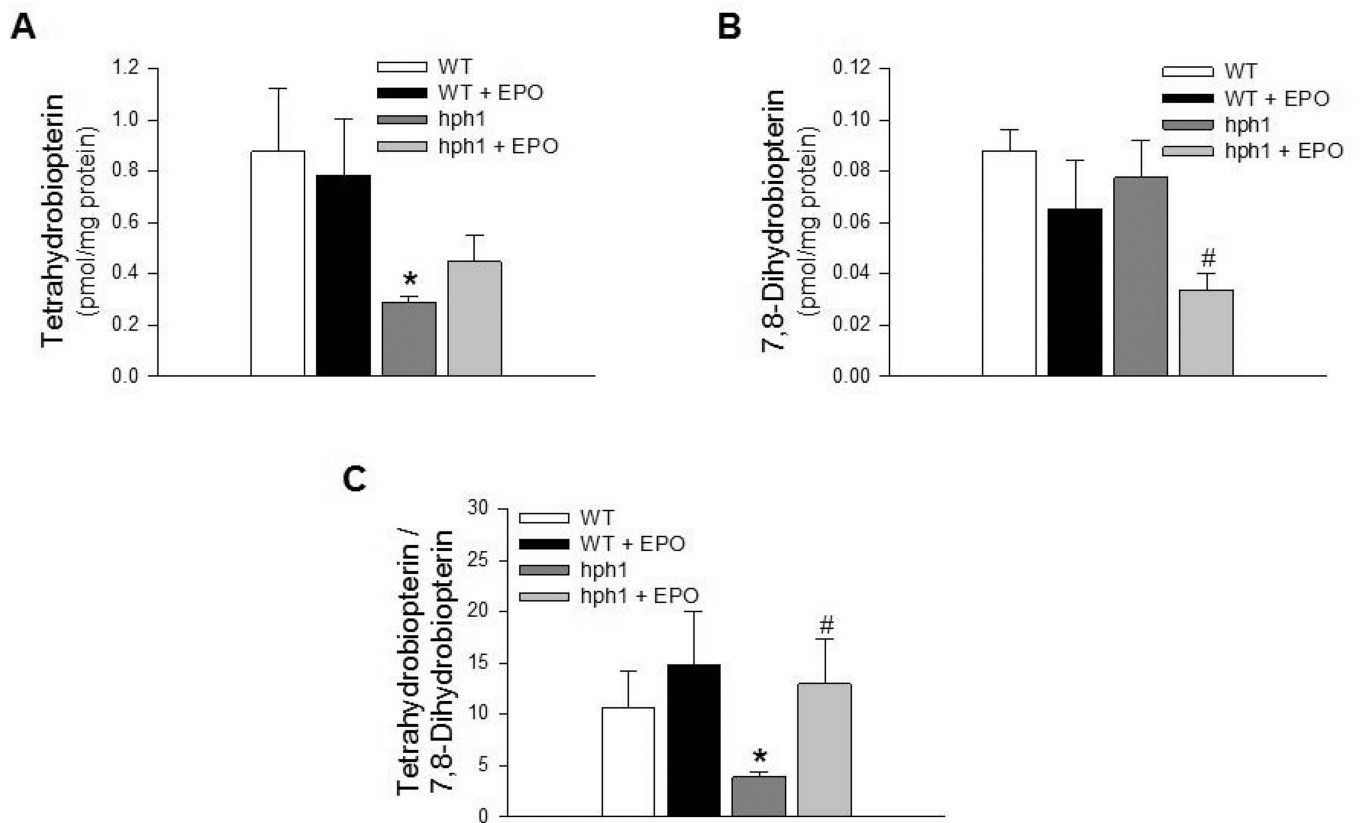 A
Tetrahydrobiopterin
(pmol/mg protein)
1.2
1.0
0.8
0.6
0.4
0.2
0.0
WT
WT + EPO
hph1
hph1 + EPO
*
B
7,8-Dihydrobiopterin
(pmol/mg protein)
0.12
0.10
0.08
0.06
0.04
0.02
0.00
WT
WT + EPO
hph1
hph1 + EPO
#
C
Tetrahydrobiopterin /
7,8-Dihydrobiopterin
30
25
20
15
10
5
0
WT
WT + EPO
hph1
hph1 + EPO
*
#